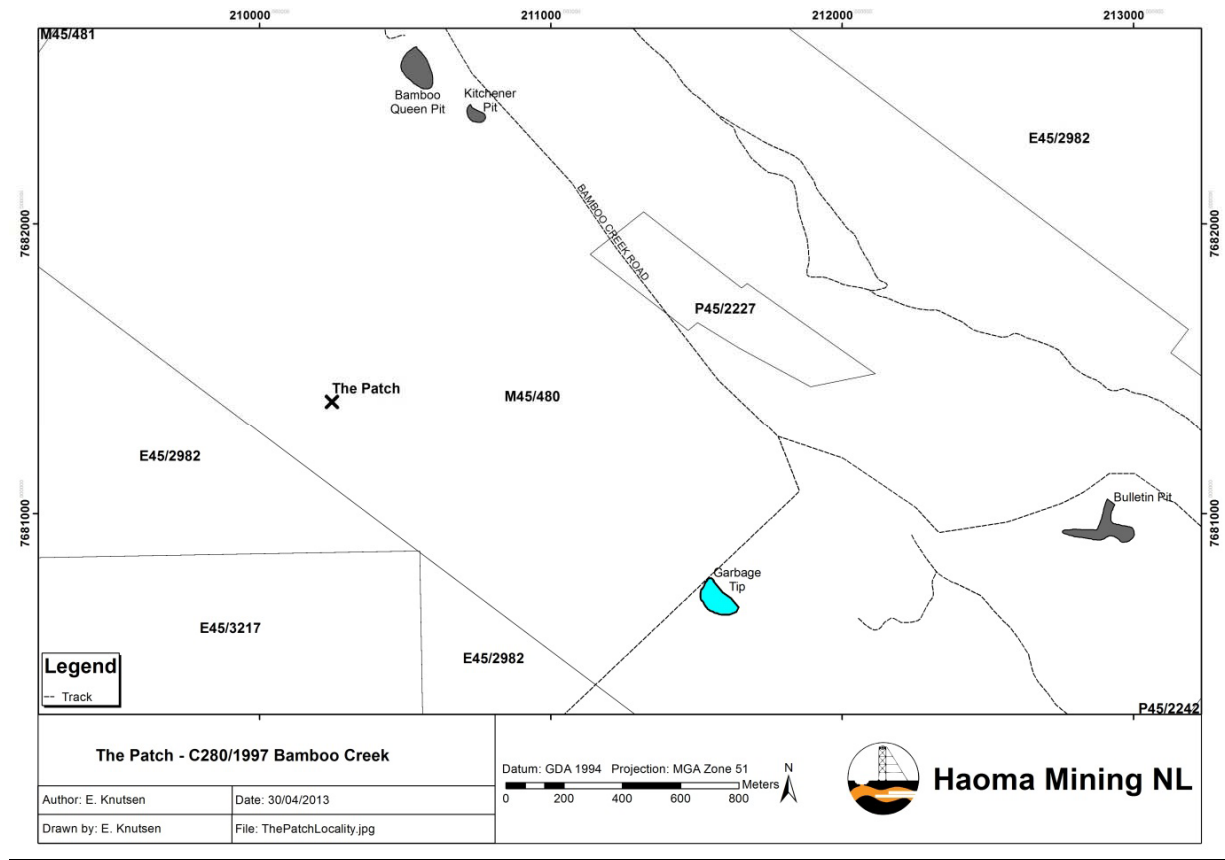 210000
211000
212000
213000
M45/481
Bamboo
Queen Pit
Kitchener
Pit
E45/2982
7682000
7682000
BAMBOO CREEK ROAD
P45/2227
The Patch
M45/480
E45/2982
7681000
7681000
Bulletin Pit
Garbage
Tip
E45/3217
E45/2982
Legend
Track
P45/2242
The Patch - C280/1997 Bamboo Creek
Author: E. Knutsen
Date: 30/04/2013
Drawn by: E. Knutsen
File: ThePatchLocality.jpg
Datum: GDA 1994 Projection: MGA Zone 51
Meters
0 200 400 600 800
N
Haoma Mining NL